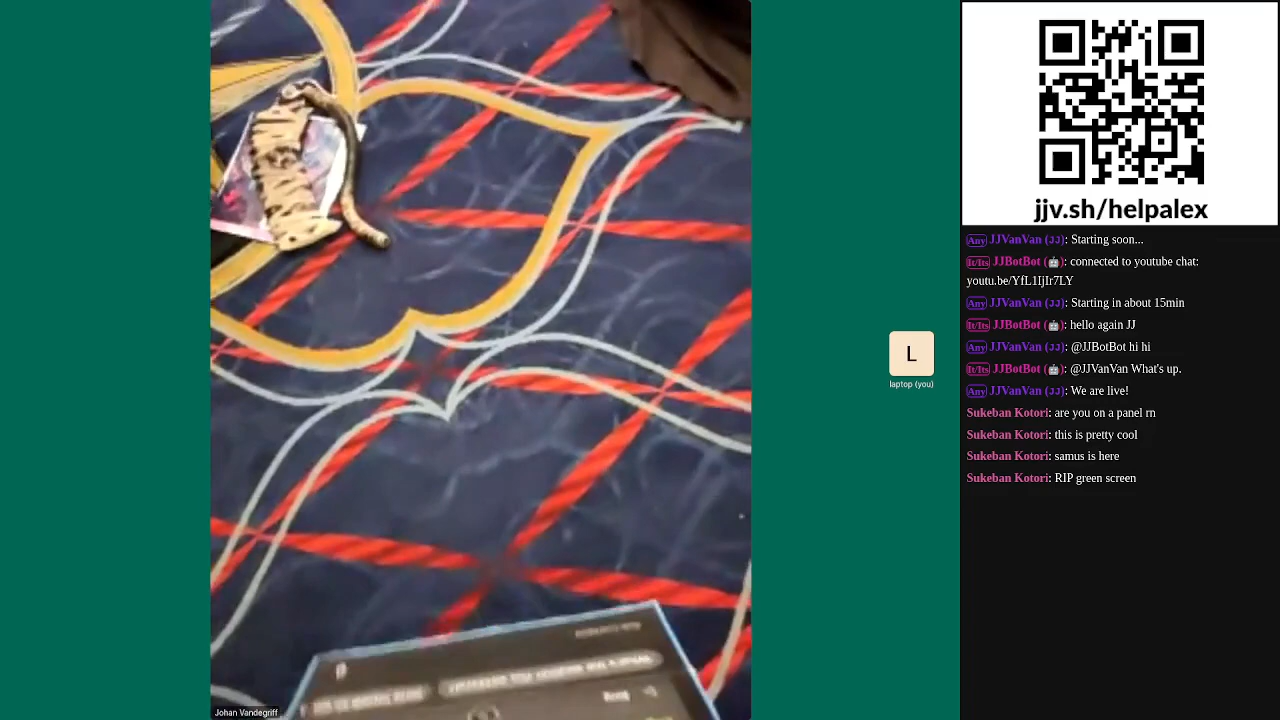 jjv.sh/helpalex
Any JJVanVan (JJ): Starting soon...
It/Its JJBotBot (🤖): connected to youtube chat:
youtu.be/YfL1IjIr7LY
Any JJVanVan (JJ): Starting in about 15min
It/Its JJBotBot (🤖): hello again JJ
Any JJVanVan (JJ): @JJBotBot hi hi
It/Its JJBotBot (🤖): @JJVanVan What's up.
Any JJVanVan (JJ): We are live!
Sukeban Kotori: are you on a panel rn
Sukeban Kotori: this is pretty cool
Sukeban Kotori: samus is here
Sukeban Kotori: RIP green screen
L
laptop (you)
Johan Vandegriff